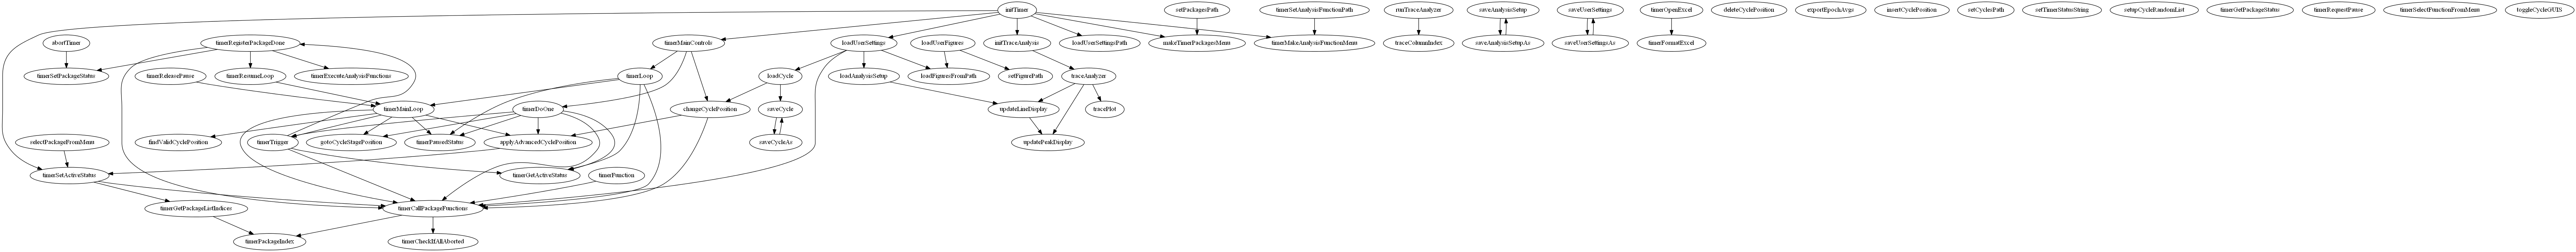 initTimer
setPackagesPath
timerSetAnalysisFunctionPath
runTraceAnalyzer
saveAnalysisSetup
saveUserSettings
timerOpenExcel
deleteCyclePosition
exportEpochAvgs
insertCyclePosition
setCyclesPath
setTimerStatusString
setupCycleRandomList
timerGetPackageStatus
timerRequestPause
timerSelectFunctionFromMenu
toggleCycleGUIS
abortTimer
timerRegisterPackageDone
timerMainControls
loadUserSettings
loadUserFigures
initTraceAnalysis
loadUserSettingsPath
makeTimerPackagesMenu
timerMakeAnalysisFunctionMenu
traceColumnIndex
saveAnalysisSetupAs
saveUserSettingsAs
timerFormatExcel
timerSetPackageStatus
timerReleasePause
timerResumeLoop
timerExecuteAnalysisFunctions
timerLoop
loadCycle
loadAnalysisSetup
loadFiguresFromPath
setFigurePath
traceAnalyzer
timerMainLoop
timerDoOne
changeCyclePosition
saveCycle
updateLineDisplay
tracePlot
selectPackageFromMenu
findValidCyclePosition
timerTrigger
gotoCycleStagePosition
timerPausedStatus
applyAdvancedCyclePosition
saveCycleAs
updatePeakDisplay
timerSetActiveStatus
timerGetActiveStatus
timerFunction
timerGetPackageListIndices
timerCallPackageFunctions
timerPackageIndex
timerCheckIfAllAborted